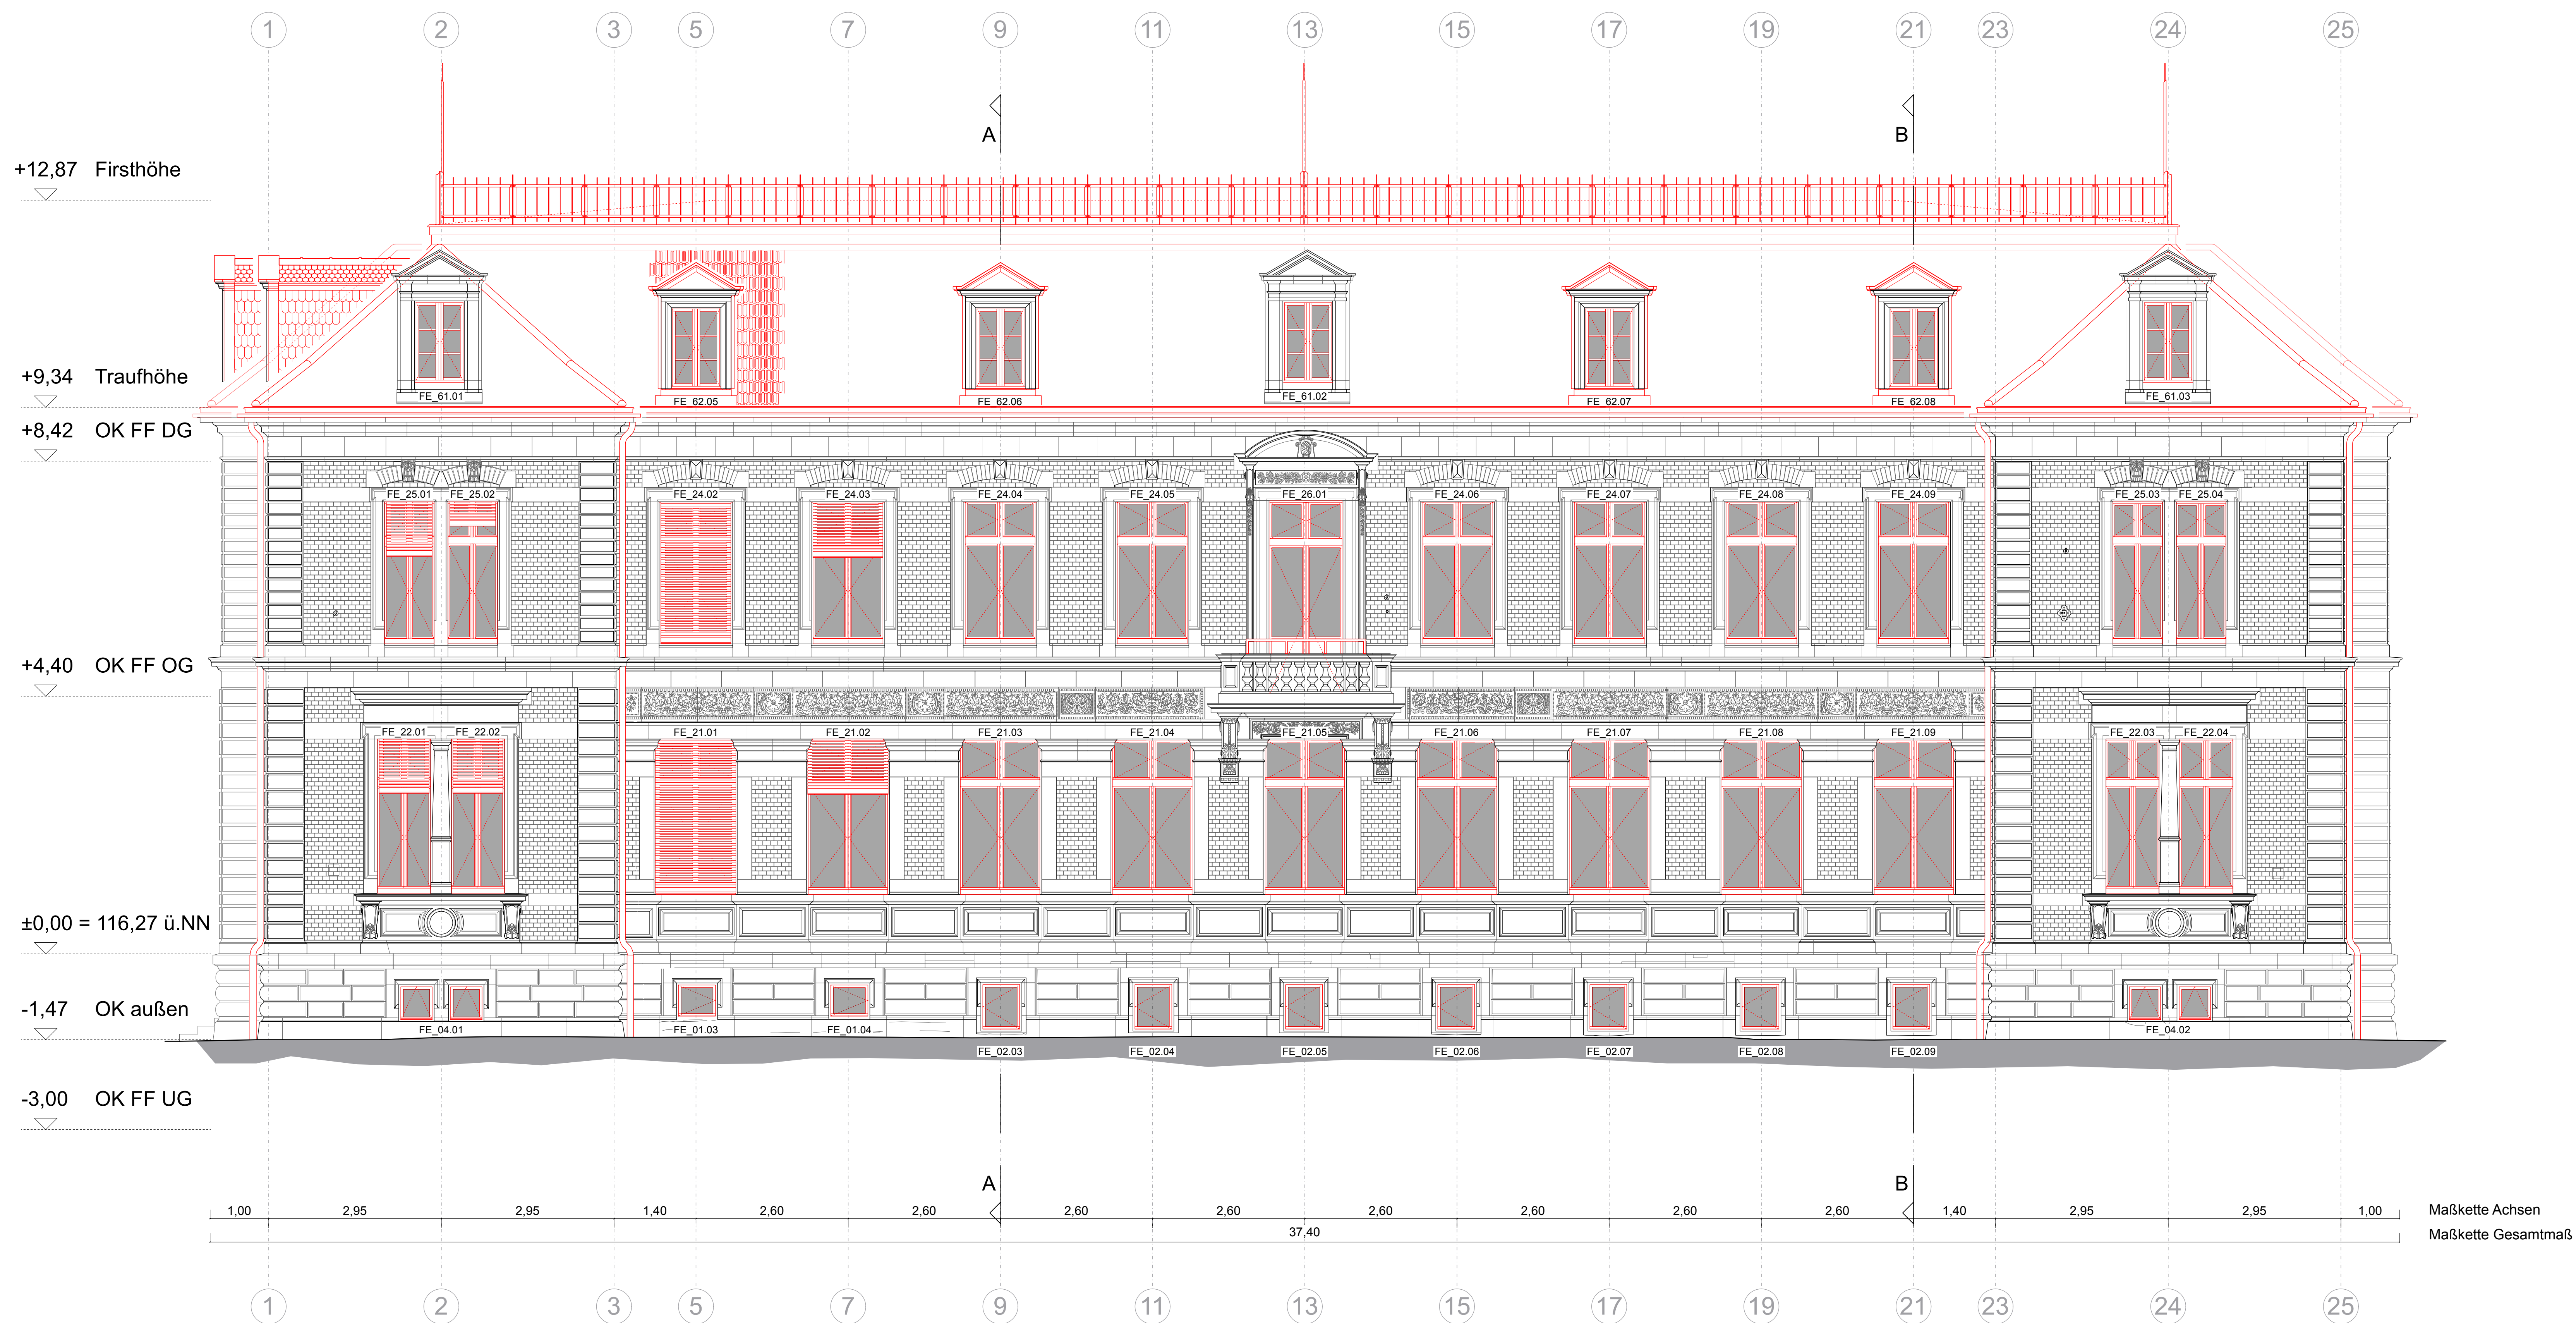 1 2 3 5 7 9 11 13 15 17 19 21 23 24 25
A B
+12,87 Firsthöhe
+9,34 Traufhöhe
FE_61.01 FE_62.05 FE_62.06 FE_61.02 FE_62.07 FE_62.08 FE_61.03
+8,42 OK FF DG
FE_25.01 FE_25.02 FE_24.02 FE_24.03 FE_24.04 FE_24.05 FE_26.01 FE_24.06 FE_24.07 FE_24.08 FE_24.09 FE_25.03 FE_25.04
+4,40 OK FF OG
FE_22.01 FE_22.02 FE_21.01 FE_21.02 FE_21.03 FE_21.04 FE_21.05 FE_21.06 FE_21.07 FE_21.08 FE_21.09 FE_22.03 FE_22.04
±0,00 = 116,27 ü.NN
-1,47 OK außen
FE_04.01 FE_01.03 FE_01.04 FE_04.02
FE_02.03 FE_02.04 FE_02.05 FE_02.06 FE_02.07 FE_02.08 FE_02.09
-3,00 OK FF UG
A B
1,00 2,95 2,95 1,40 2,60 2,60 2,60 2,60 2,60 2,60 2,60 2,60 1,40 2,95 2,95 1,00 Maßkette Achsen
37,40 Maßkette Gesamtmaß
1 2 3 5 7 9 11 13 15 17 19 21 23 24 25